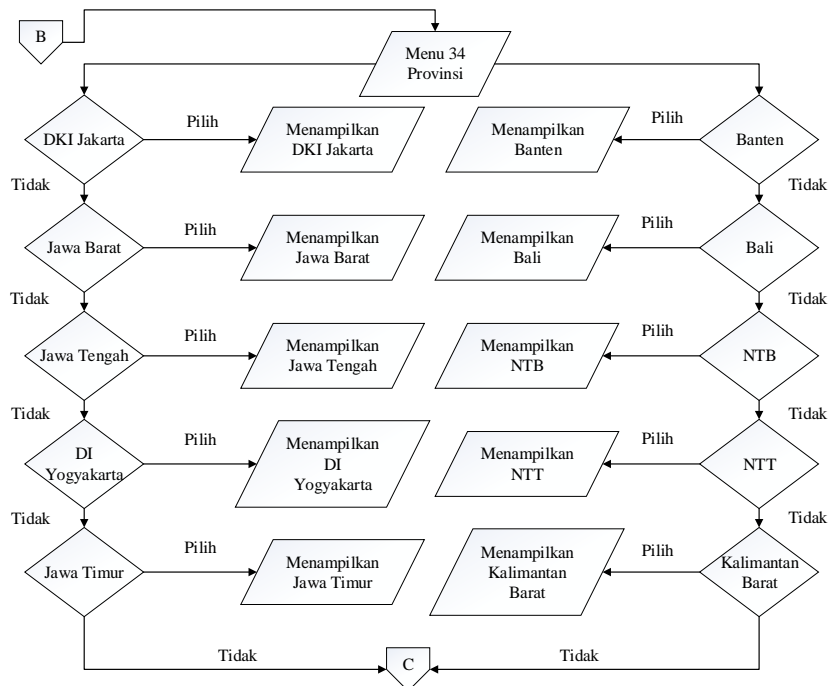 B
Menu 34
Provinsi
DKI Jakarta
Pilih
Menampilkan
DKI Jakarta
Menampilkan
Banten
Pilih
Banten
Tidak
Tidak
Jawa Barat
Pilih
Menampilkan
Jawa Barat
Menampilkan
Bali
Pilih
Bali
Tidak
Tidak
Jawa Tengah
Pilih
Menampilkan
Jawa Tengah
Menampilkan
NTB
Pilih
NTB
Tidak
Tidak
DI
Yogyakarta
Pilih
Menampilkan
DI
Yogyakarta
Menampilkan
NTT
Pilih
NTT
Tidak
Tidak
Jawa Timur
Pilih
Menampilkan
Jawa Timur
Menampilkan
Kalimantan
Barat
Pilih
Kalimantan
Barat
Tidak
C
Tidak